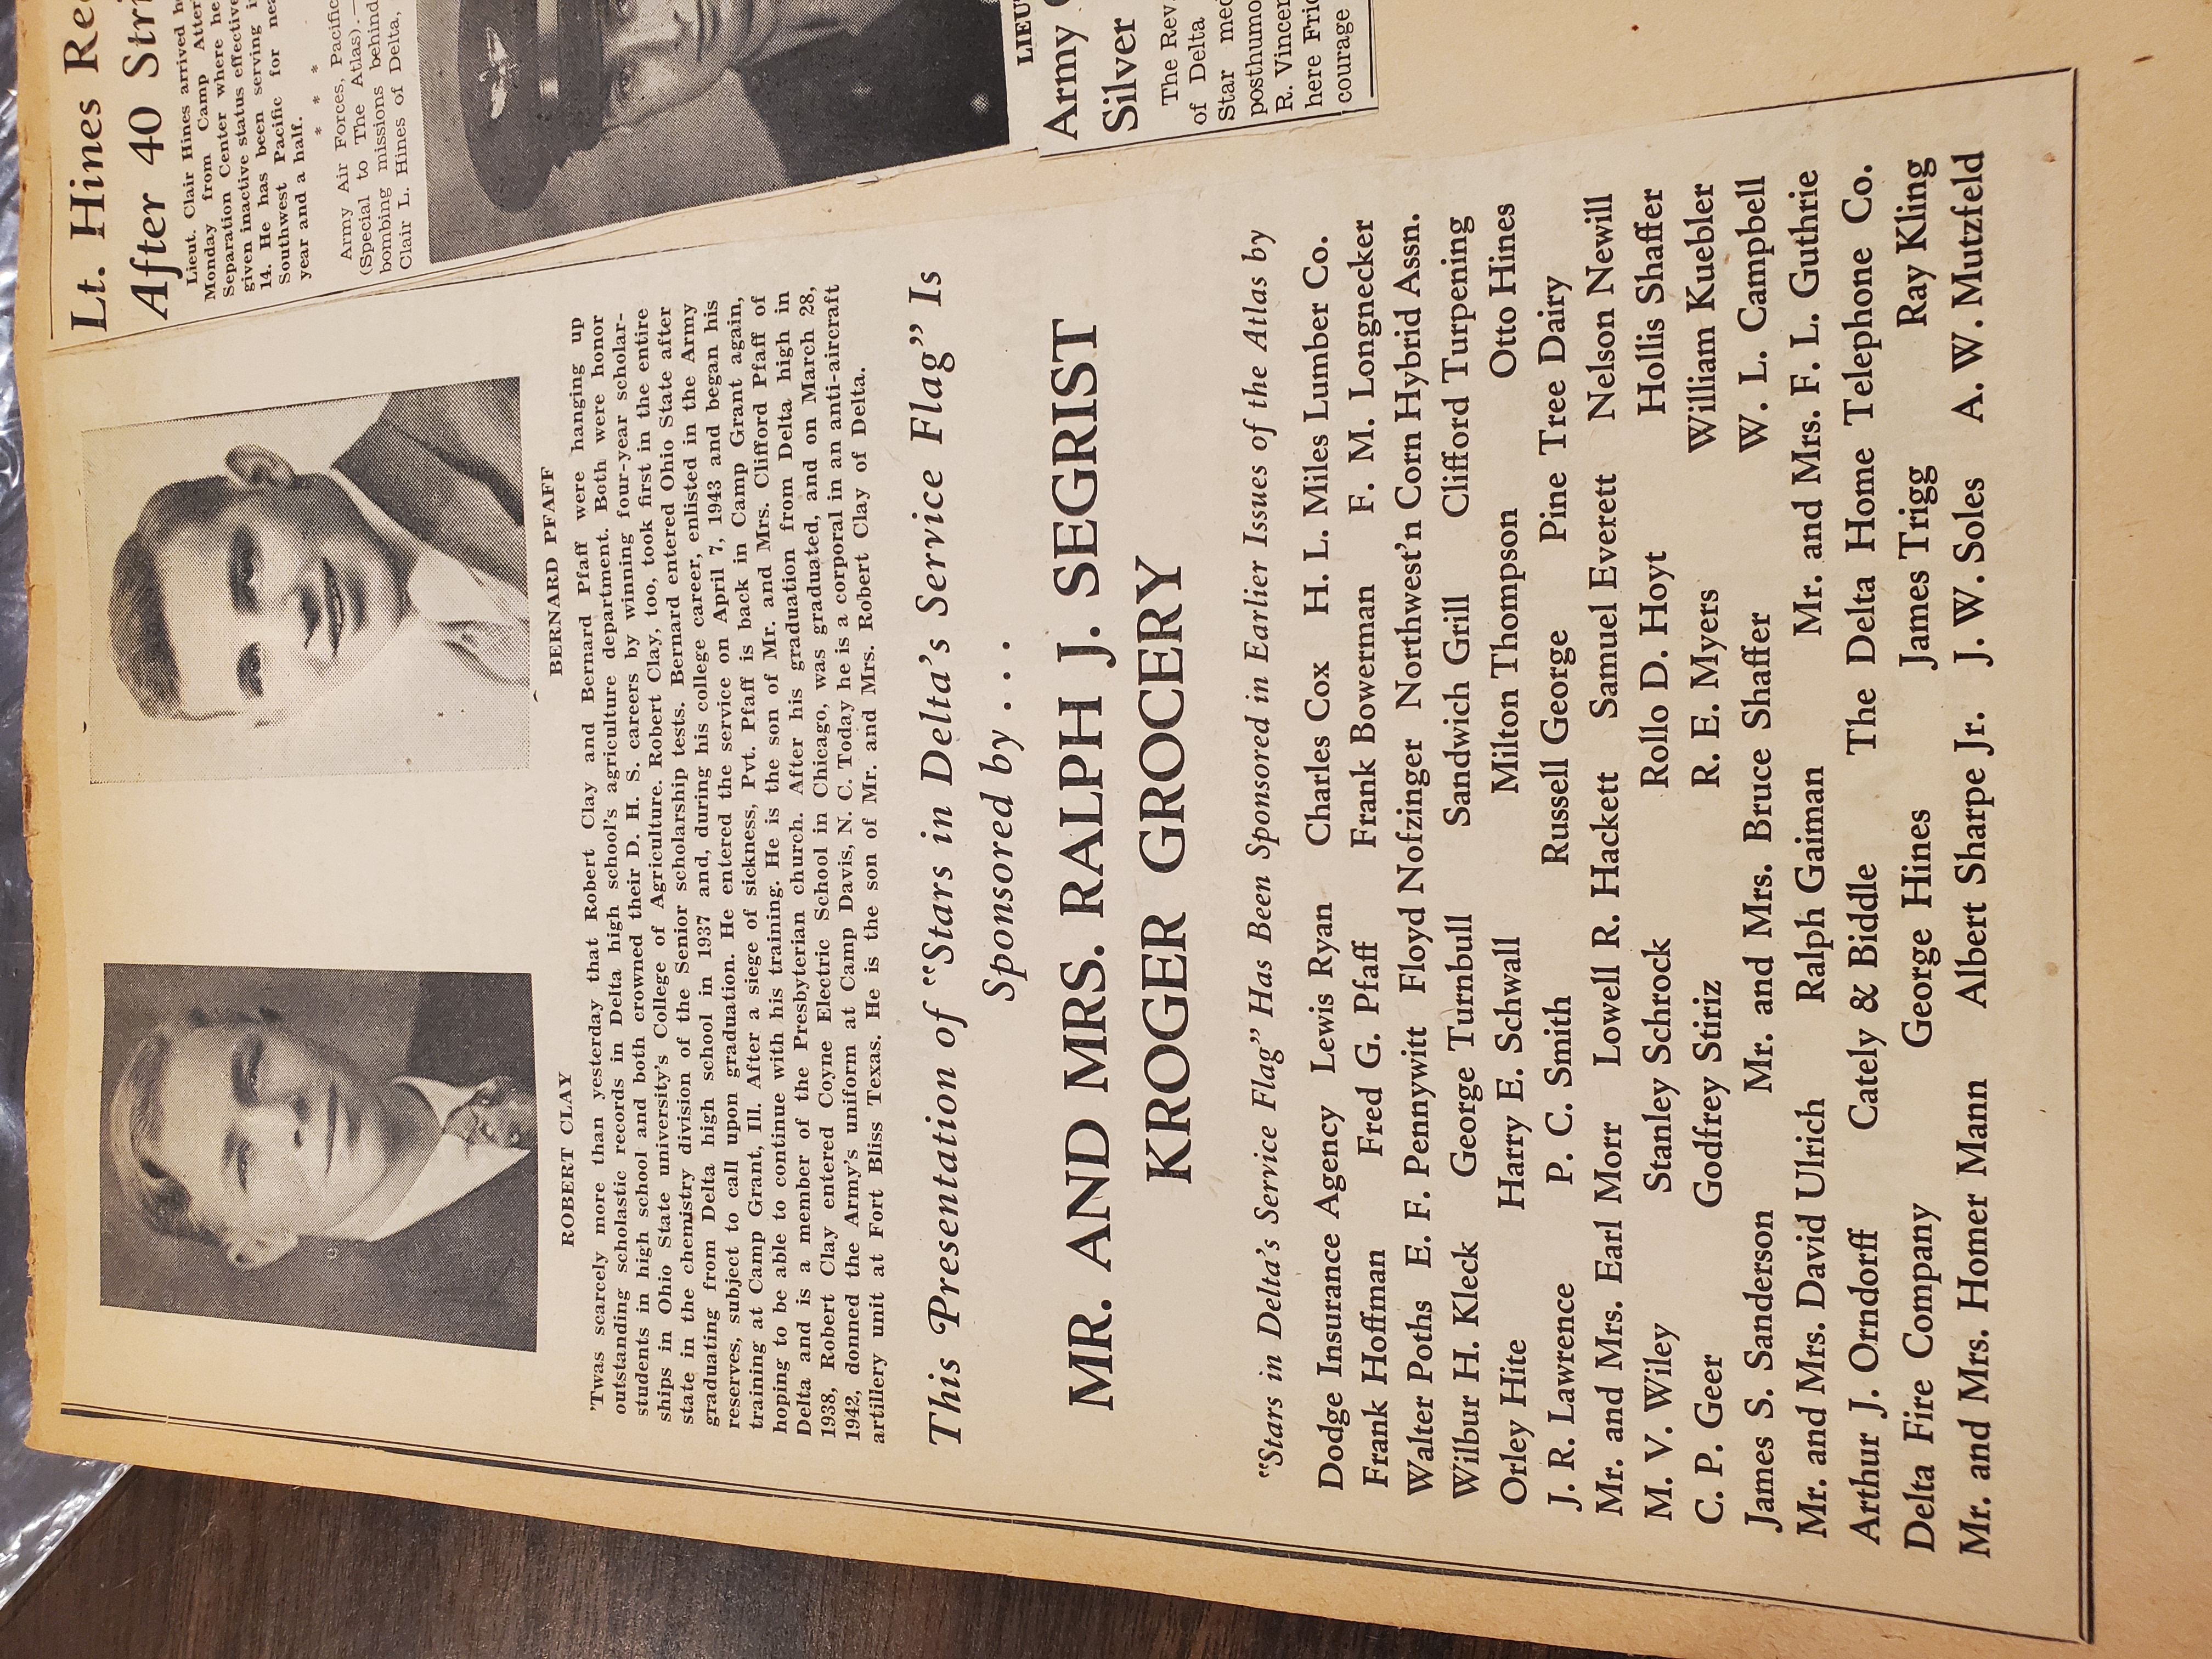 ROBERT CLAY
BERNARD PFAFF
'Twas scarcely more than yesterday that Robert Clay and Bernard Pfaff were hanging up
outstanding scholastic records in Delta high school's agriculture department. Both were honor
students in high school and both crowned their D. H. S. careers by winning four-year scholar-
ships in Ohio State university's College of Agriculture. Robert Clay, too, took first in the entire
state in the chemistry division of the Senior scholarship tests. Bernard entered Ohio State after
graduating from Delta high school in 1937 and, during his college career, enlisted in the Army
reserves, subject to call upon graduation. He entered the service on April 7, 1943 and began his
training at Camp Grant, Ill. After a siege of sickness, Pvt. Pfaff is back in Camp Grant again,
hoping to be able to continue with his training. He is the son of Mr. and Mrs. Clifford Pfaff of
Delta and is a member of the Presbyterian church. After his graduation from Delta high in
1938, Robert Clay entered Coyne Electric School in Chicago, was graduated, and on March 28,
1942, donned the Army's uniform at Camp Davis, N. C. Today he is a corporal in an anti-aircraft
artillery unit at Fort Bliss Texas. He is the son of Mr. and Mrs. Robert Clay of Delta.
This Presentation of "Stars in Delta's Service Flag" Is
Sponsored by . . . .
MR. AND MRS. RALPH J. SEGRIST
KROGER GROCERY
"Stars in Delta's Service Flag" Has Been Sponsored in Earlier Issues of the Atlas by
Dodge Insurance Agency Lewis Ryan Charles Cox H. L. Miles Lumber Co.
Frank Hoffman Fred G. Pfaff Frank Bowerman F. M. Longnecker
Walter Poths E. F. Pennywitt Floyd Nofzinger Northwest'n Corn Hybrid Assn.
Wilbur H. Kleck George Turnbull Sandwich Grill Clifford Turpening
Orley Hite Harry E. Schwall Milton Thompson Otto Hines
J. R. Lawrence P. C. Smith Russell George Pine Tree Dairy
Mr. and Mrs. Earl Morr Lowell R. Hackett Samuel Everett Nelson Newill
M. V. Wiley Stanley Schrock Rollo D. Hoyt Hollis Shaffer
C. P. Geer Godfrey Stiriz R. E. Myers William Kuebler
James S. Sanderson Mr. and Mrs. Bruce Shaffer W. L. Campbell
Mr. and Mrs. David Ulrich Ralph Gaiman Mr. and Mrs. F. L. Guthrie
Arthur J. Orndorff Cately & Biddle The Delta Home Telephone Co.
Delta Fire Company George Hines James Trigg Ray Kling
Mr. and Mrs. Homer Mann Albert Sharpe Jr. J. W. Soles A. W. Mutzfeld
Lt. Hines
After 40
Lieut. Clair Hines arrived
Monday from Camp
Separation Center where he
given inactive status effective
14. He has been serving
Southwest Pacific for
year and a half.
* * *
Army Air Forces, Pacific
(Special to The Atlas).—
bombing missions behind
Clair L. Hines of Delta,
Army
Silver
The Rev.
of Delta
Star
R.
here
courage